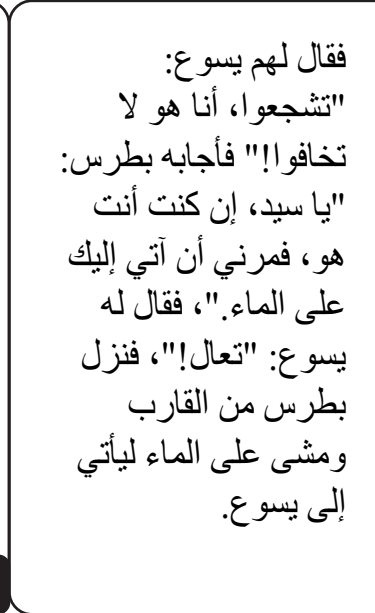 فقال لهم يسوع:
"تشجعوا، أنا هو لا
تخافوا!" فأجابه بطرس:
"يا سيد، إن كنت أنت
هو، فمرني أن آتي إليك
على الماء."، فقال له
يسوع: "تعال!"، فنزل
بطرس من القارب
ومشى على الماء ليأتي
إلى يسوع.